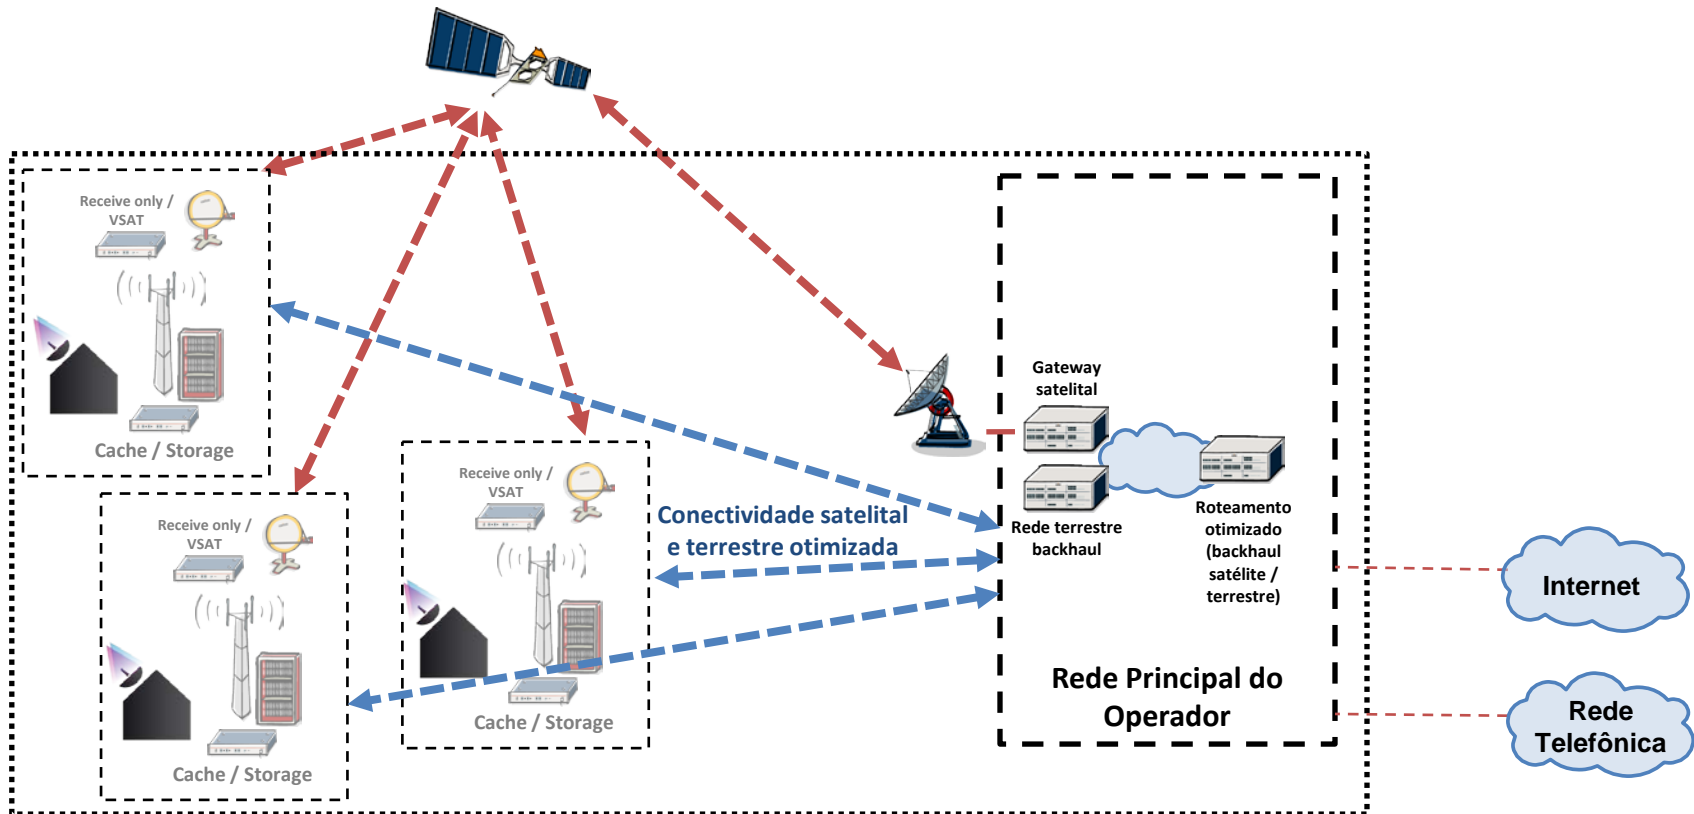 Receive only /
VSAT
Cache / Storage
Receive only /
VSAT
Cache / Storage
Receive only /
VSAT
Cache / Storage
Conectividade satelital
e terrestre otimizada
Gateway
satelital
Rede terrestre
backhaul
Roteamento
otimizado
(backhaul
satélite /
terrestre)
Rede Principal do
Operador
Internet
Rede
Telefônica